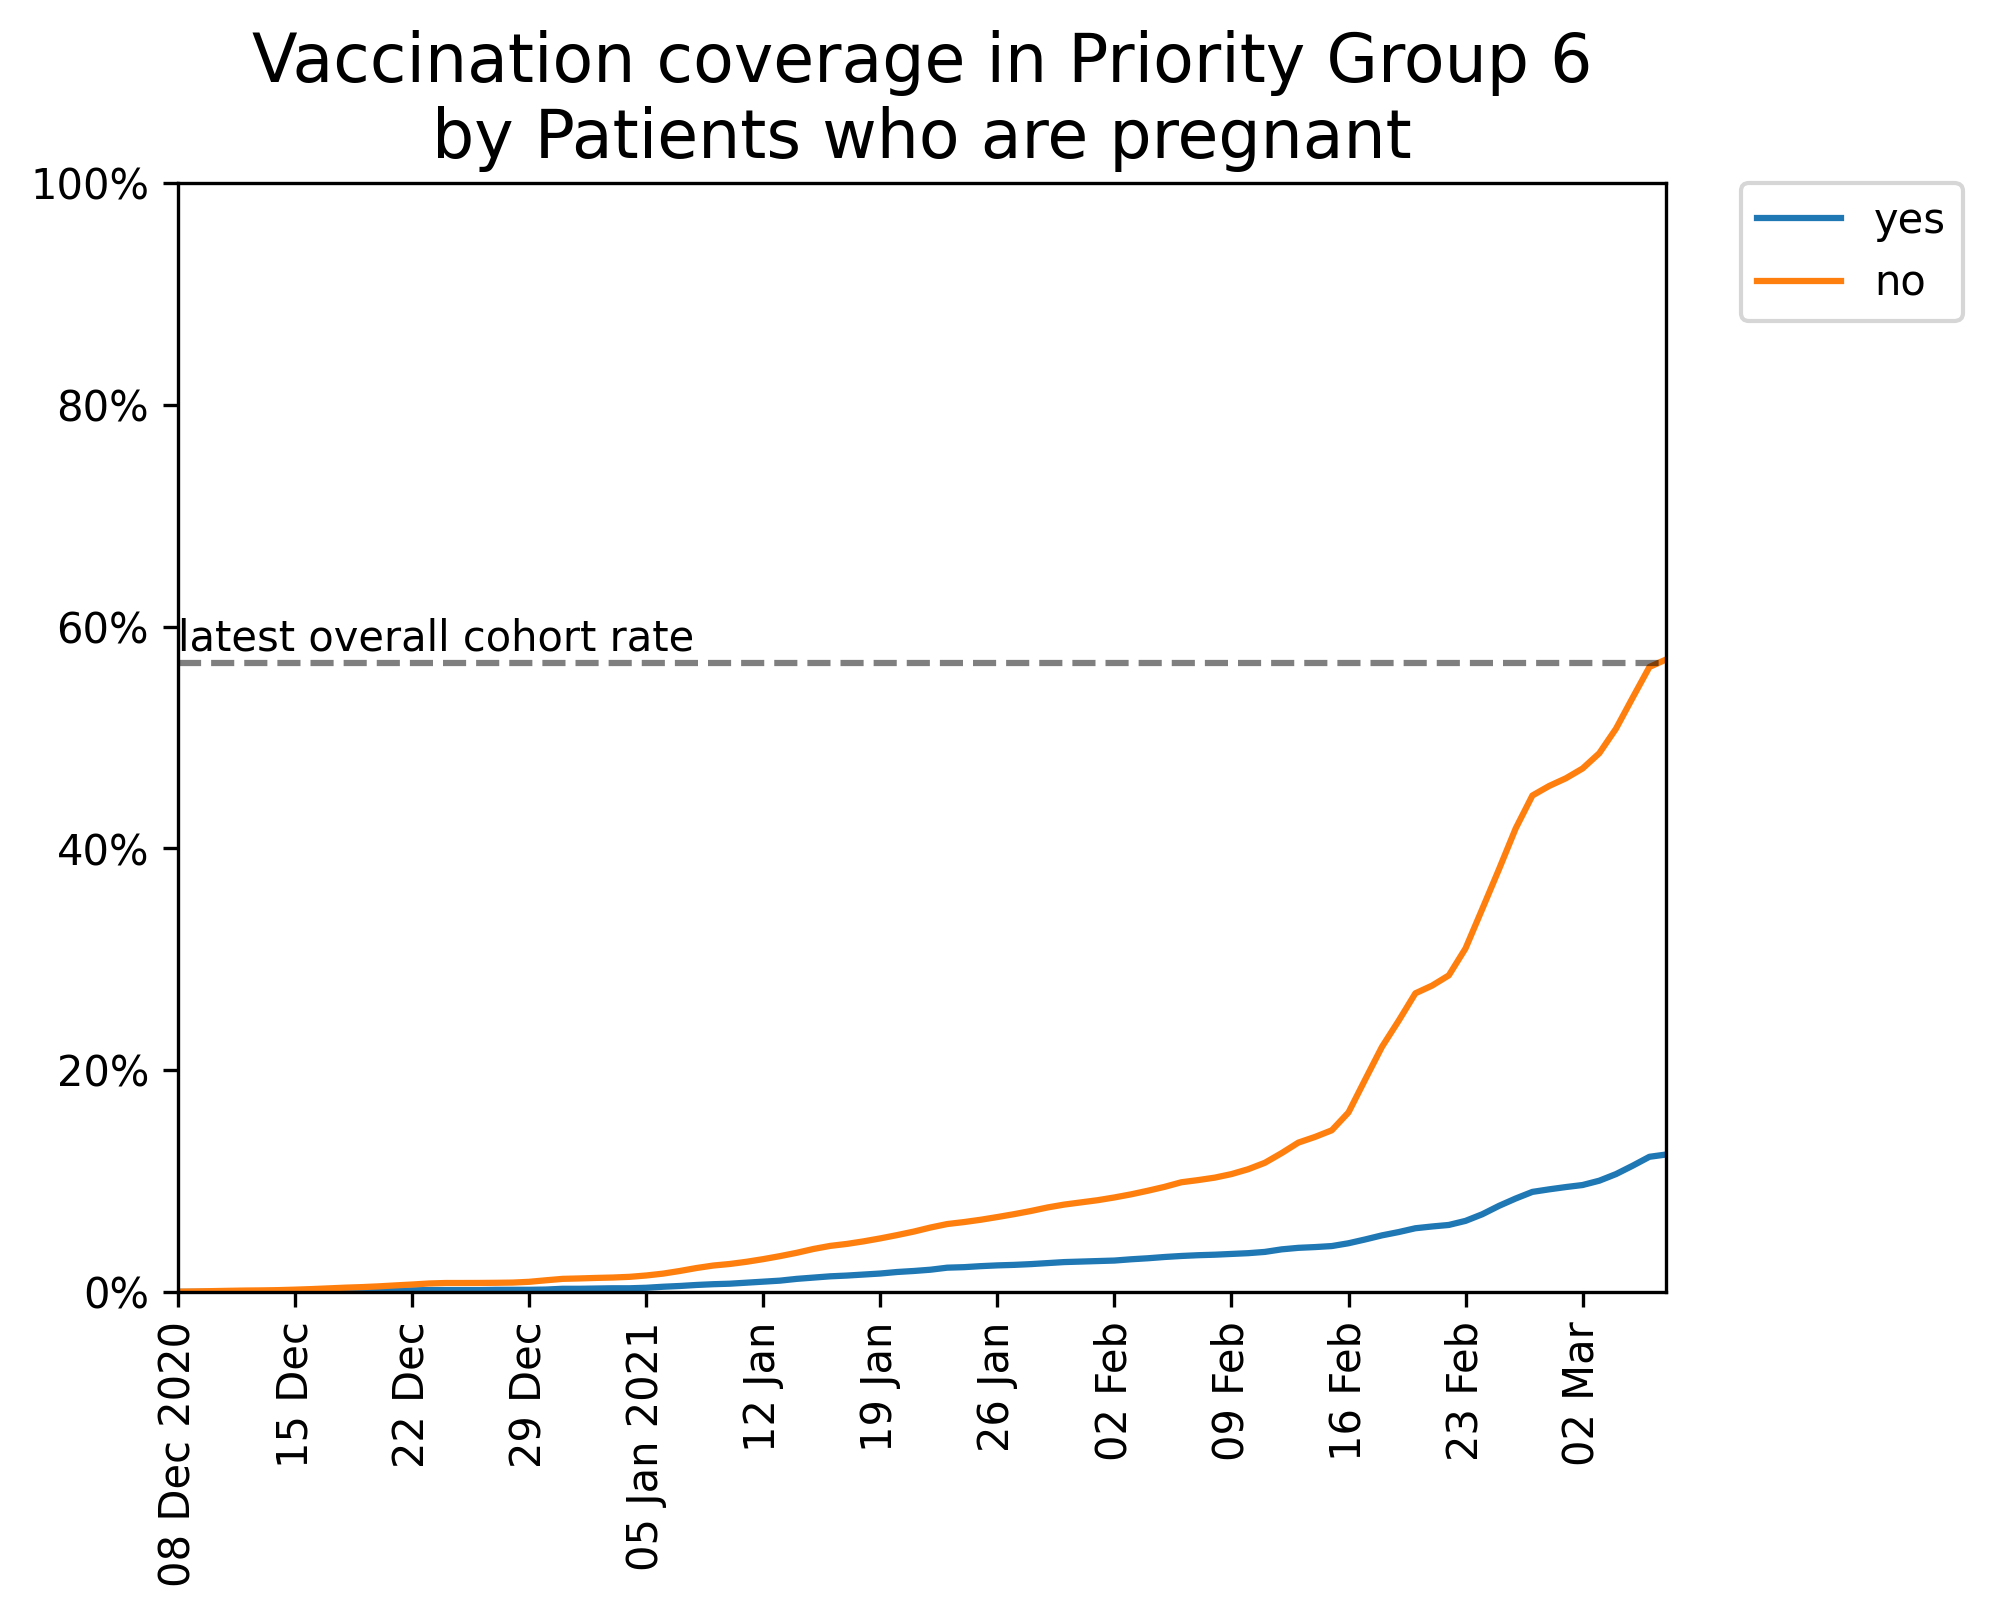 Vaccination coverage in Priority Group 6
by Patients who are pregnant
100%
80%
60%
40%
20%
0%
latest overall cohort rate
yes
no
08 Dec 2020
15 Dec
22 Dec
29 Dec
05 Jan 2021
12 Jan
19 Jan
26 Jan
02 Feb
09 Feb
16 Feb
23 Feb
02 Mar